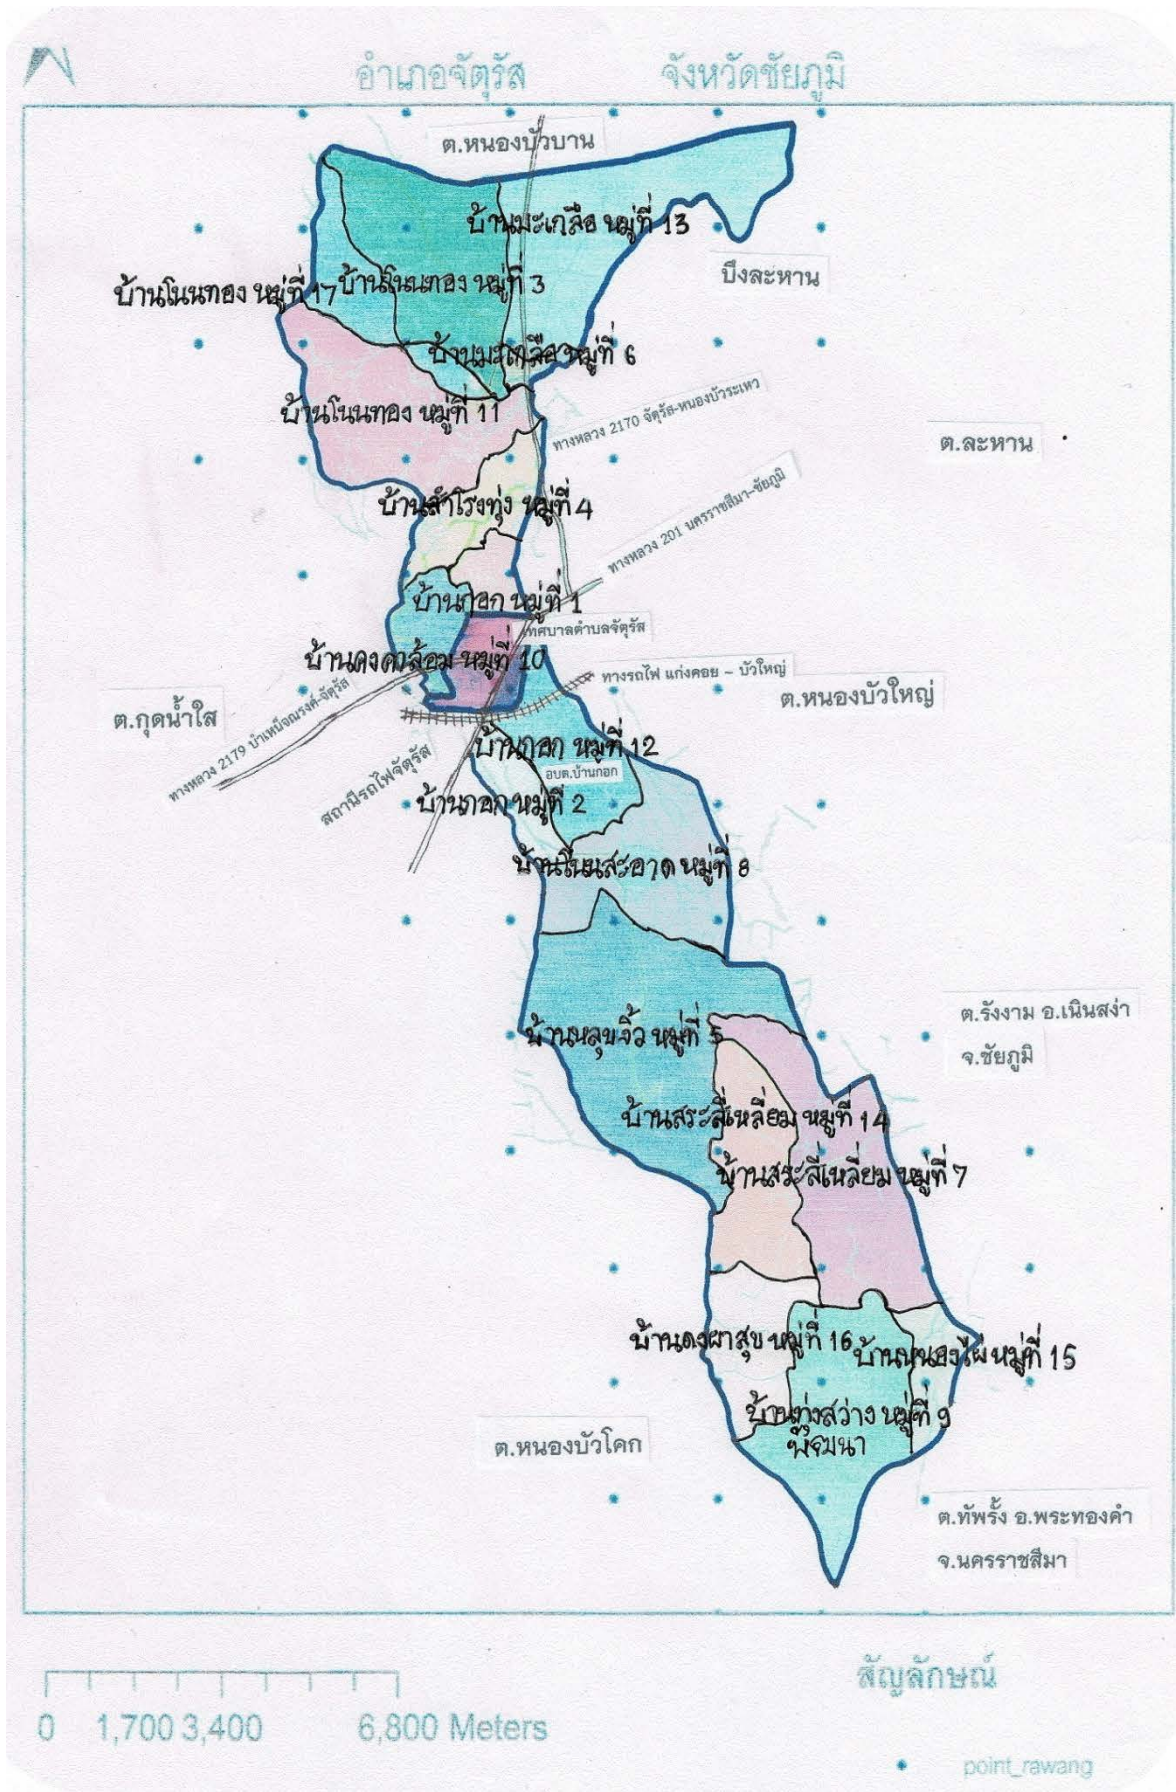 อำเภอจัตุรัส จังหวัดชัยภูมิ
ต.หนองบัวบาน
บ้านมะเกลือ หมู่ที่ 13
บึงละหาน
บ้านโนนทอง หมู่ที่ 17
บ้านโนนทอง หมู่ที่ 3
บ้านมะเกลือ หมู่ที่ 6
บ้านโนนทอง หมู่ที่ 11
ทางหลวง 2170 จัตุรัส-หนองบัวระเหว
ต.ละหาน
บ้านสำโรงทุ่ง หมู่ที่ 4
ทางหลวง 201 นครราชสีมา-ชัยภูมิ
บ้านกอก หมู่ที่ 1
เทศบาลตำบลจัตุรัส
บ้านคงคาล้อม หมู่ที่ 10
ทางรถไฟ แก่งคอย – บัวใหญ่
ต.หนองบัวใหญ่
ต.กุดน้ำใส
ทางหลวง 2179 บำเหน็จณรงค์-จัตุรัส
สถานีรถไฟจัตุรัส
บ้านกอก หมู่ที่ 12
อบต.บ้านกอก
บ้านกอก หมู่ที่ 2
บ้านโนนสะอาด หมู่ที่ 8
ต.รังงาม อ.เนินสง่า
จ.ชัยภูมิ
บ้านหลุบงิ้ว หมู่ที่ 5
บ้านสระสี่เหลี่ยม หมู่ที่ 14
บ้านสระสี่เหลี่ยม หมู่ที่ 7
บ้านดงผาสุข หมู่ที่ 16
บ้านหนองไผ่ หมู่ที่ 15
บ้านทุ่งสว่าง หมู่ที่ 9
พัฒนา
ต.หนองบัวโคก
ต.ทัพรั้ง อ.พระทองคำ
จ.นครราชสีมา
สัญลักษณ์
0 1,700 3,400 6,800 Meters
point_rawang